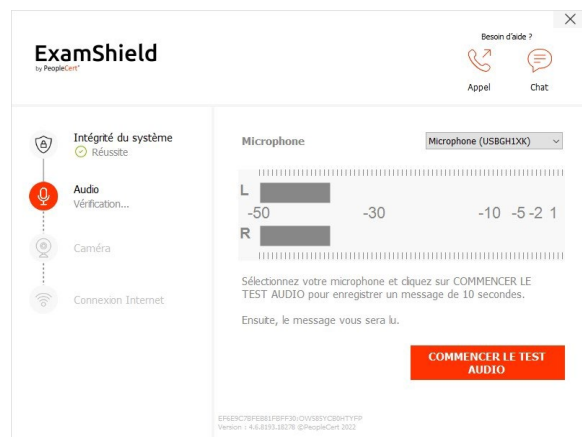 Besoin d'aide ?
ExamShield
by PeopleCert
Appel
Chat
Intégrité du système
Réussite
Audio
Vérification...
Caméra
Connexion Internet
Microphone
Microphone (USBGH1XK)
L
-50 -30 -10 -5 -2 1
R
Sélectionnez votre microphone et cliquez sur COMMENCER LE
TEST AUDIO pour enregistrer un message de 10 secondes.
Ensuite, le message vous sera lu.
COMMENCER LE TEST
AUDIO
Version : 4.6.8193.18278 @PeopleCert 2022